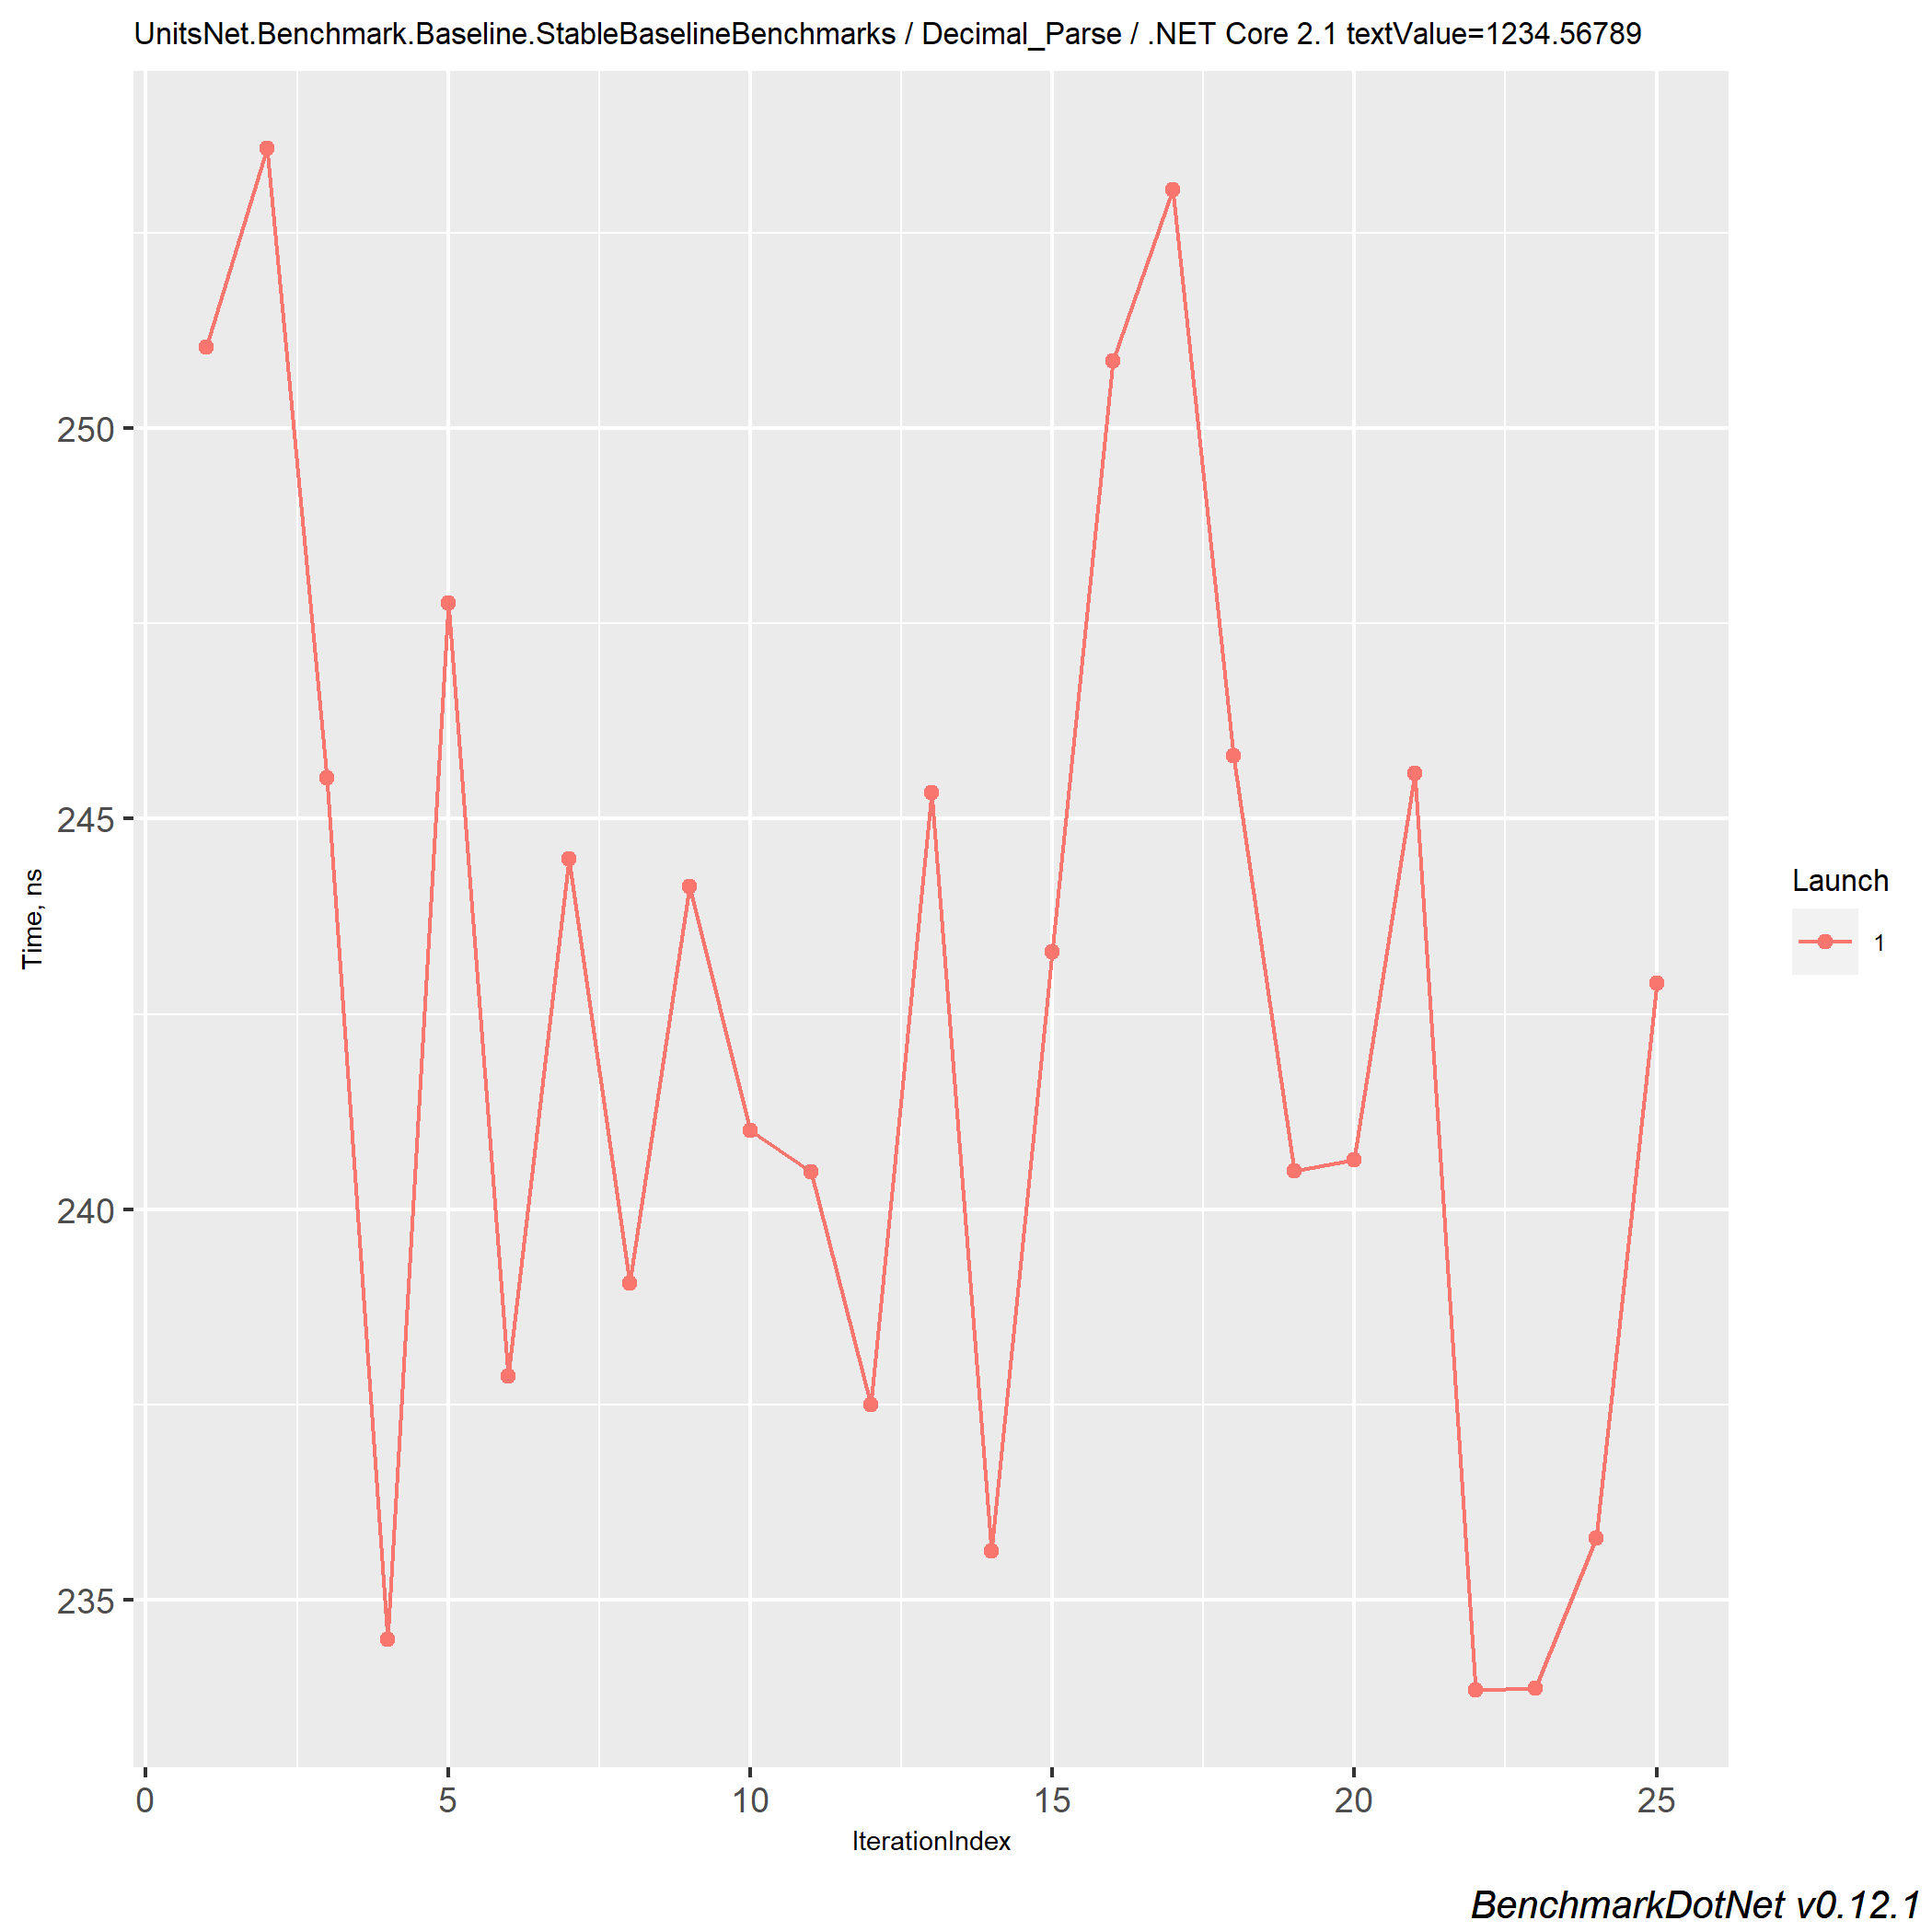 UnitsNet.Benchmark.Baseline.StableBaselineBenchmarks / Decimal_Parse / .NET Core 2.1 textValue=1234.56789
250
245
240
235
Time, ns
Launch
1
0 5 10 15 20 25
IterationIndex
BenchmarkDotNet v0.12.1